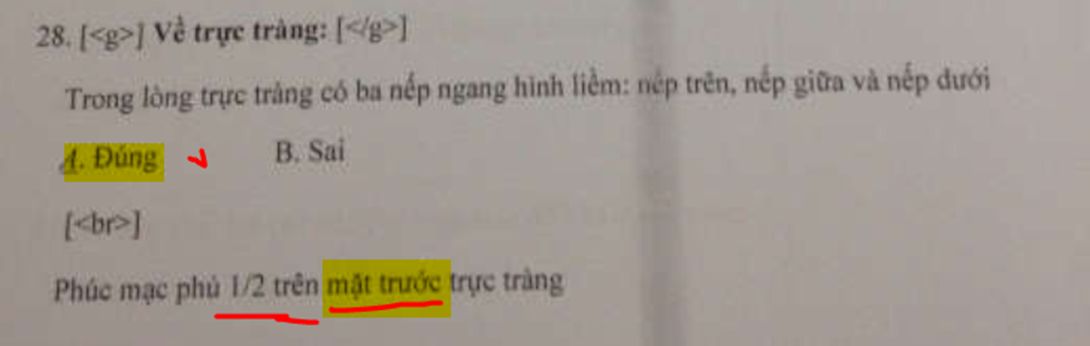 28. [<g>] Về trực tràng: [</g>]
Trong lòng trực tràng có ba nếp ngang hình liềm: nếp trên, nếp giữa và nếp dưới
A. Đúng B. Sai
[<br>]
Phúc mạc phủ 1/2 trên mặt trước trực tràng